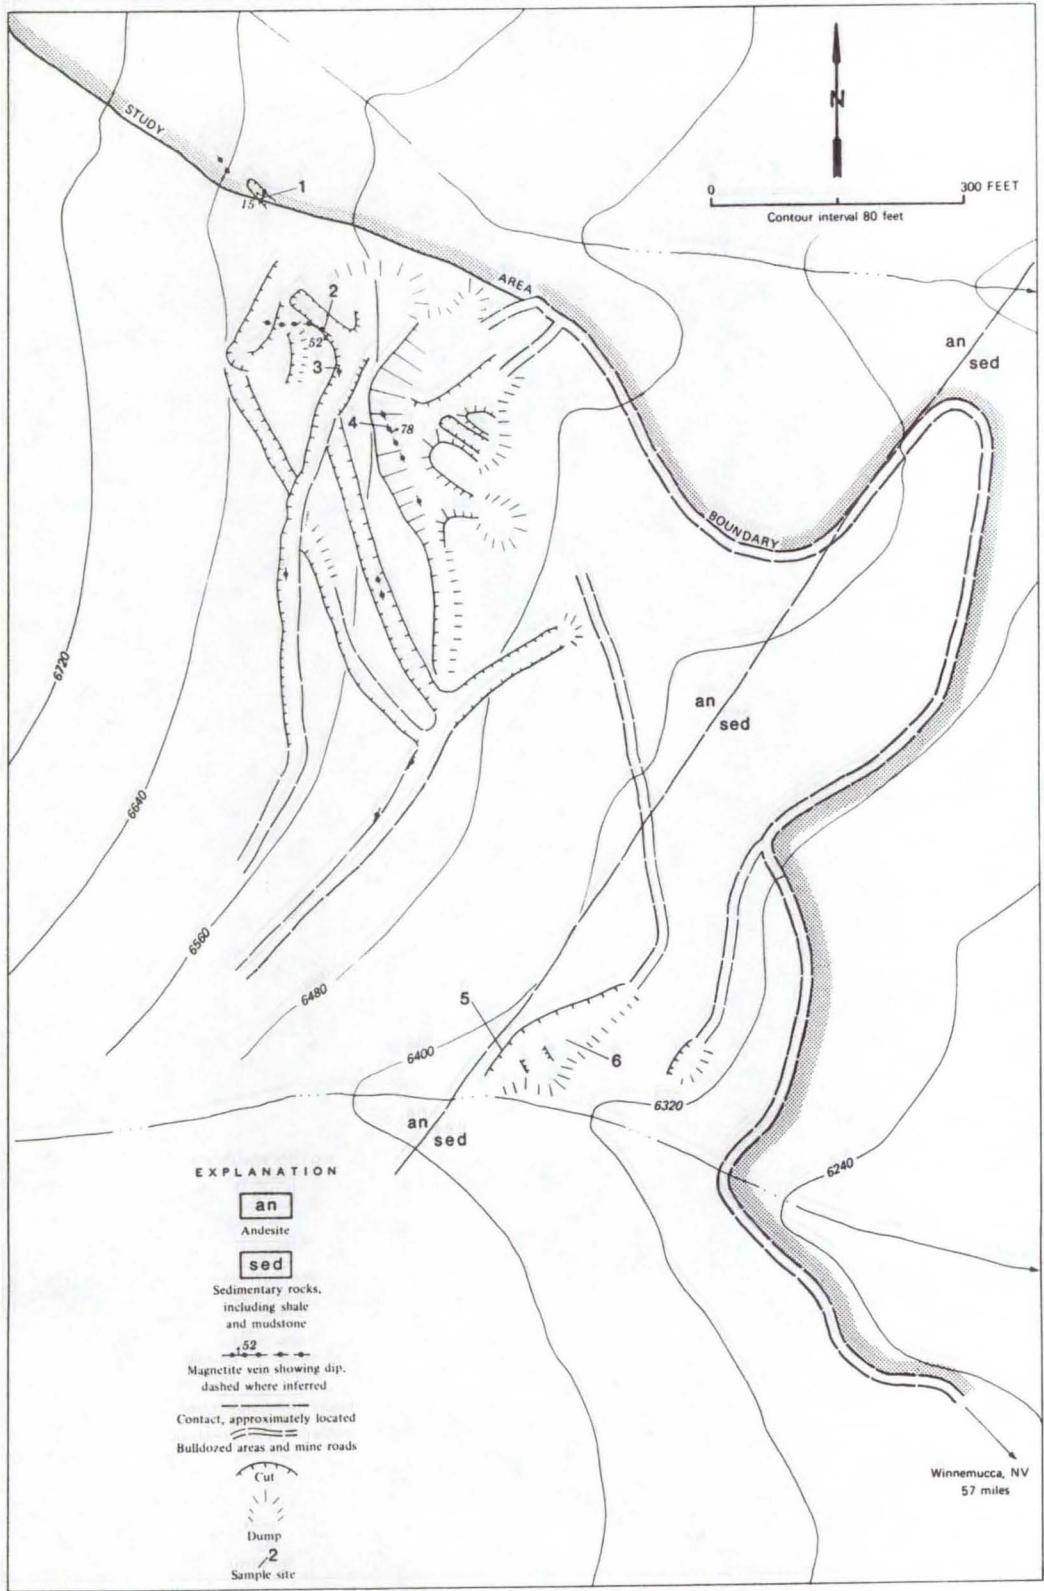 N
0 300 FEET
Contour interval 80 feet
STUDY
1
15
AREA
2
52
3
4
78
an
sed
BOUNDARY
6720
an
sed
6640
6560
6480
5
6
6400
6320
an
sed
6240
EXPLANATION
an
Andesite
sed
Sedimentary rocks,
including shale
and mudstone
52
Magnetite vein showing dip,
dashed where inferred
Contact, approximately located
Bulldozed areas and mine roads
Cut
Dump
2
Sample site
Winnemucca, NV
57 miles